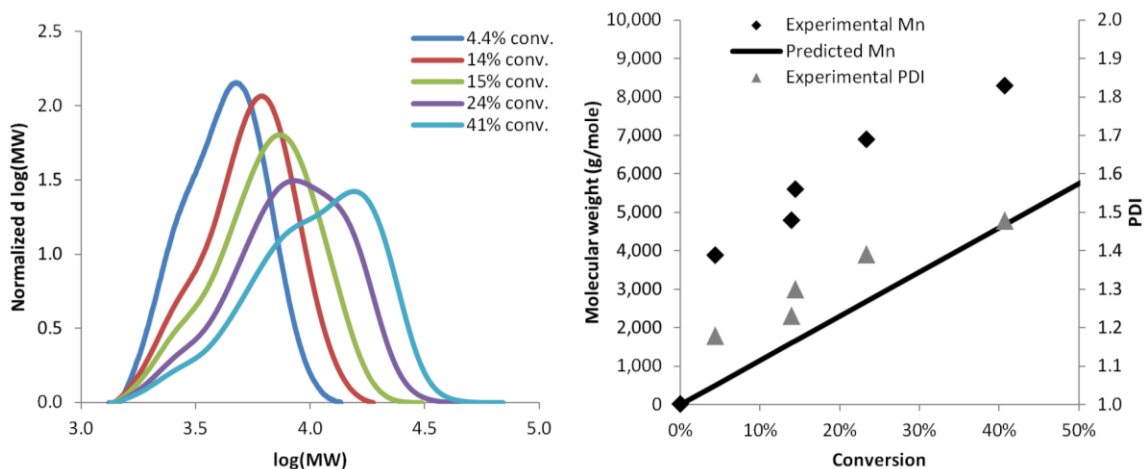 2.5
2.0
1.5
1.0
0.5
0.0
Normalized d log(MW)
3.0 3.5 4.0 4.5 5.0
log(MW)
4.4% conv.
14% conv.
15% conv.
24% conv.
41% conv.
10,000
9,000
8,000
7,000
6,000
5,000
4,000
3,000
2,000
1,000
0
Molecular weight (g/mole)
Experimental Mn
Predicted Mn
Experimental PDI
2.0
1.9
1.8
1.7
1.6
1.5
1.4
1.3
1.2
1.1
1.0
PDI
0% 10% 20% 30% 40% 50%
Conversion